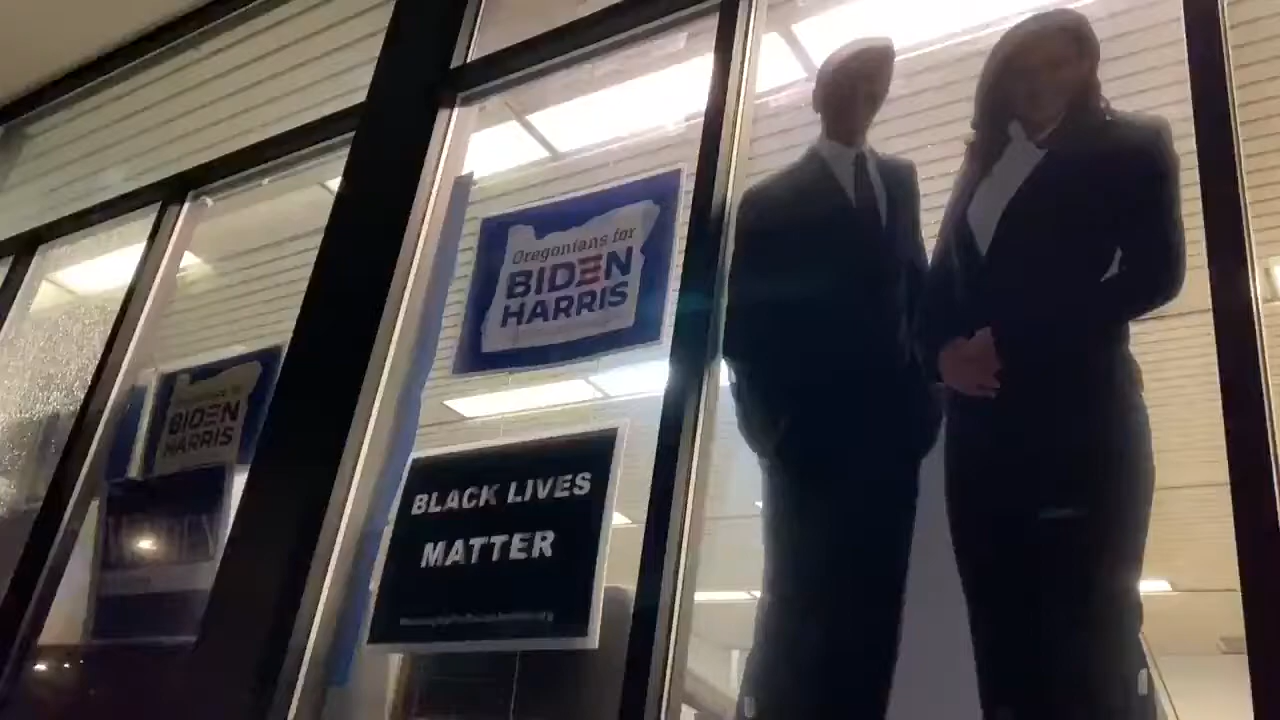 Oregonians for
BIDEN
HARRIS
BLACK LIVES
MATTER
BIDEN
HARRIS